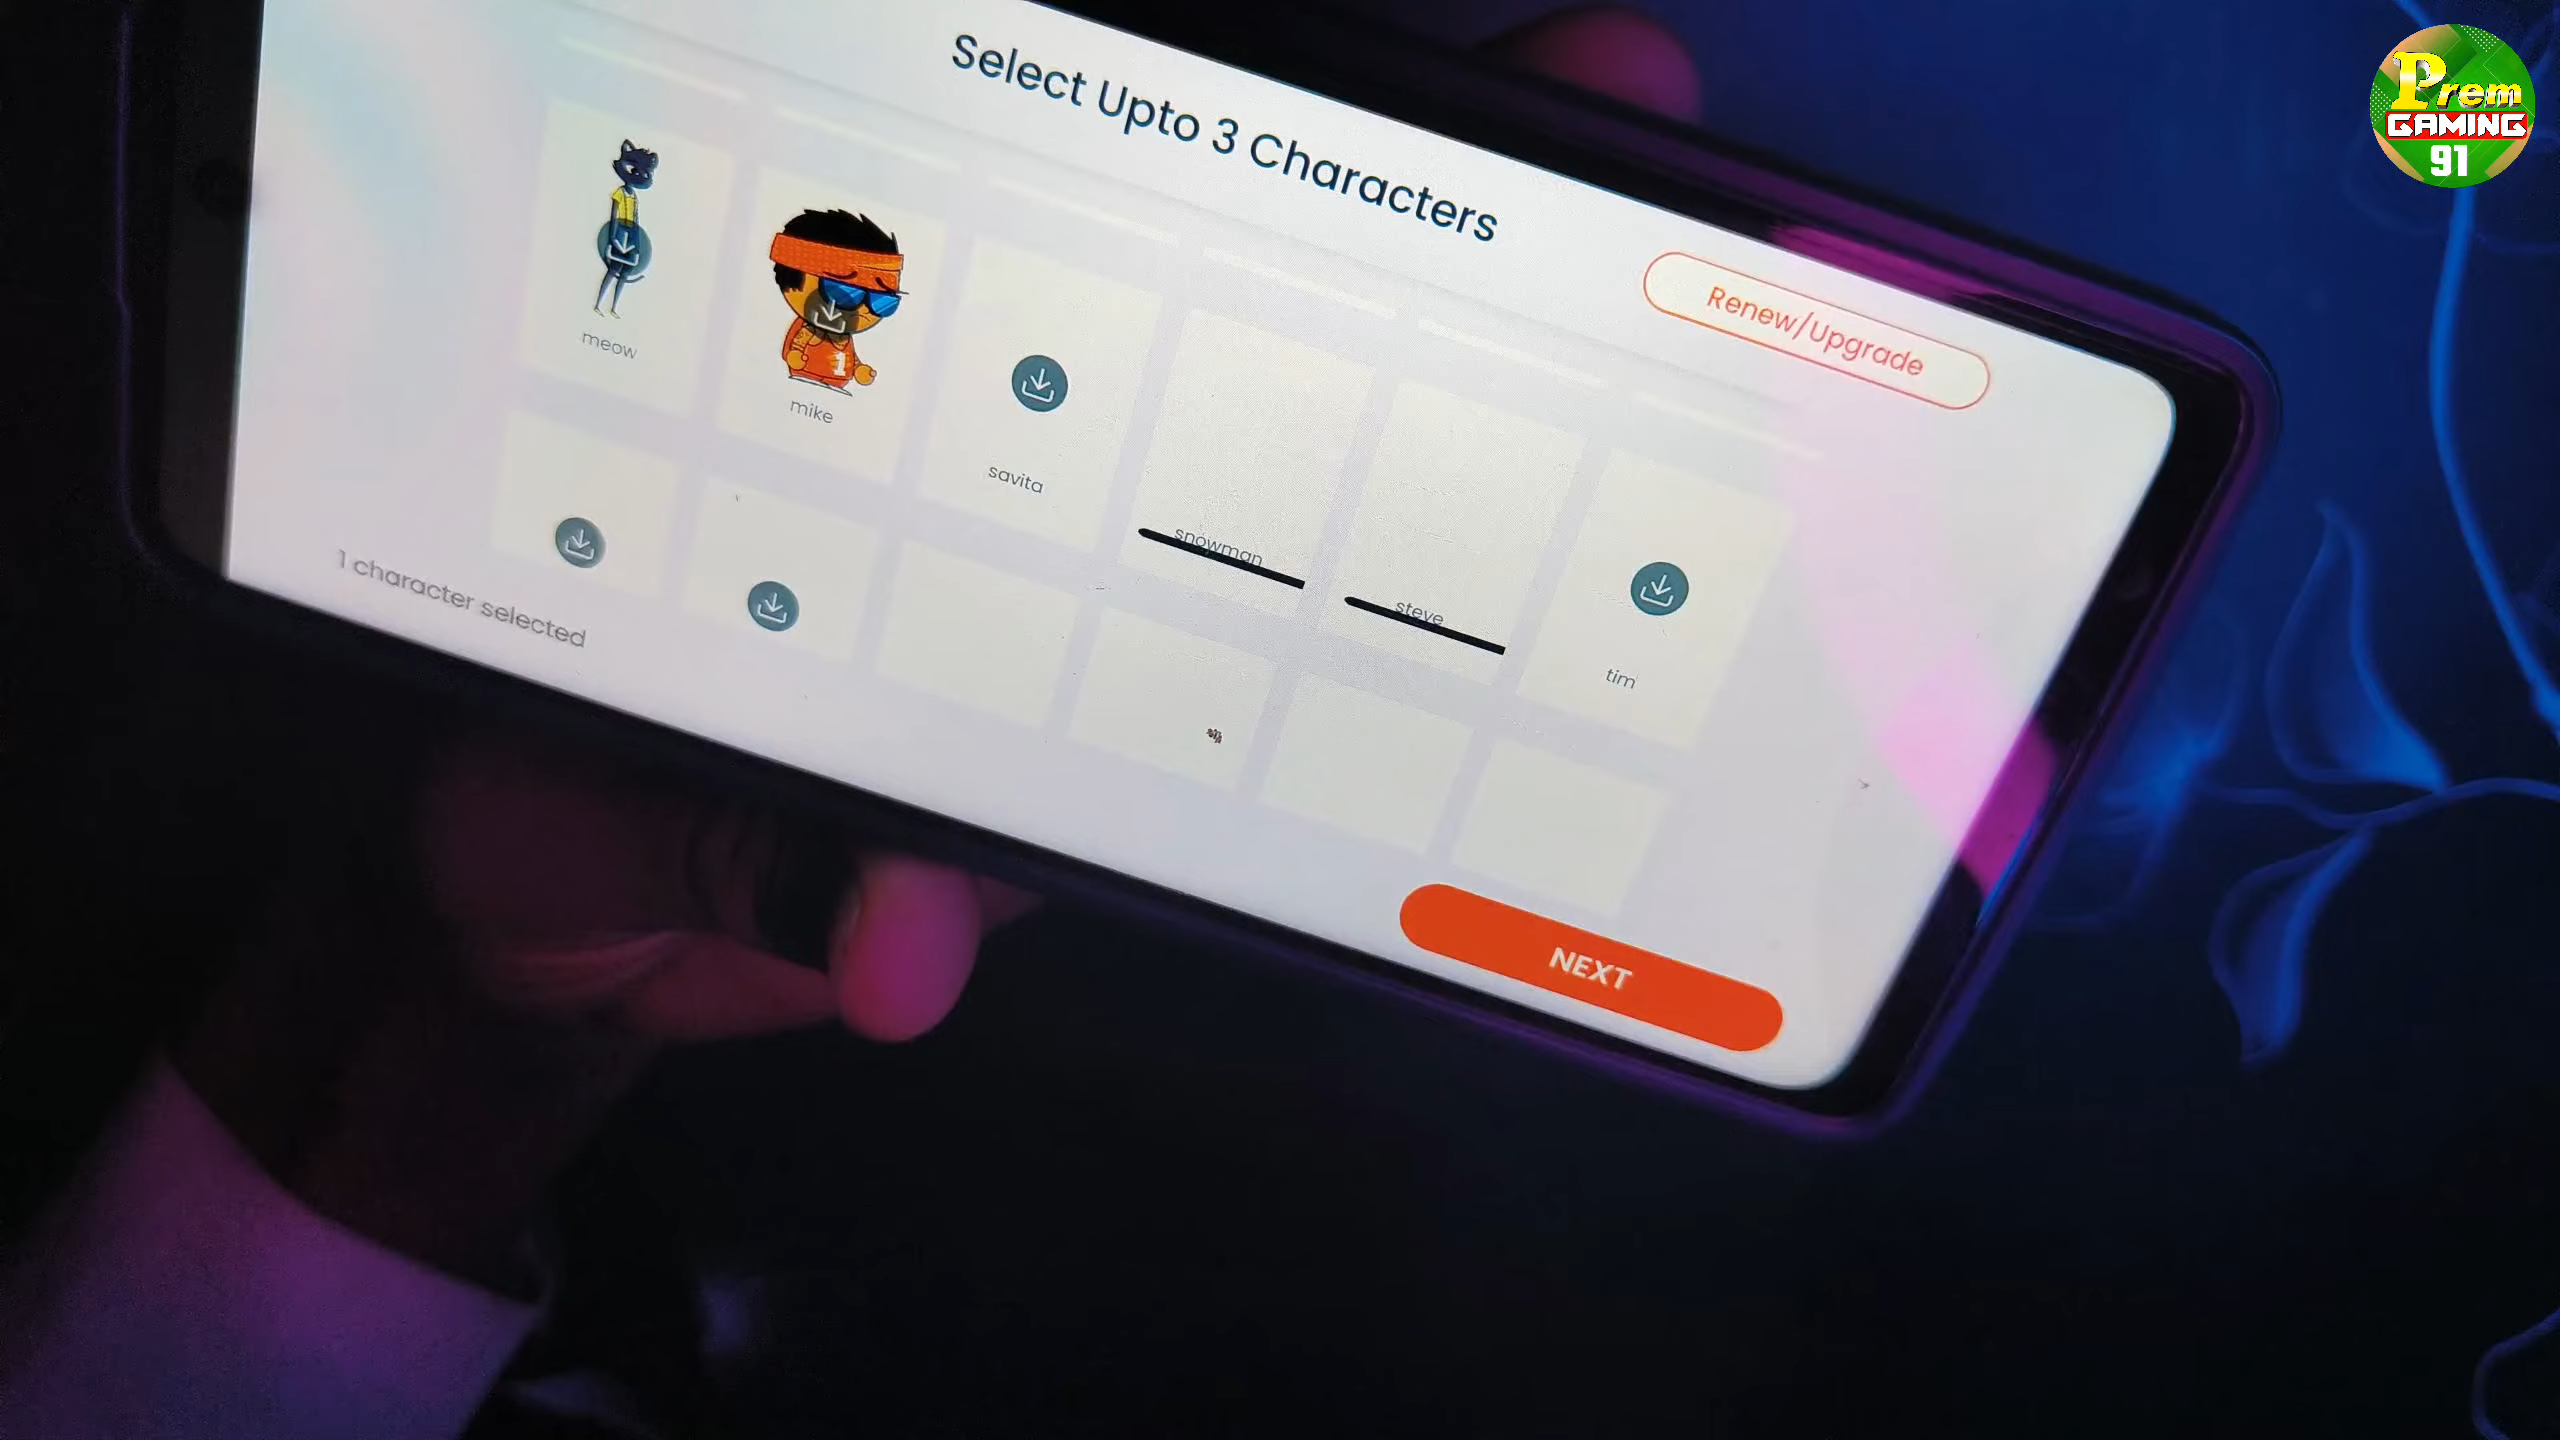 Prem
GAMING
91
Select Upto 3 Characters
Renew/Upgrade
meow
mike
savita
snowman
steve
tim
1 character selected
NEXT